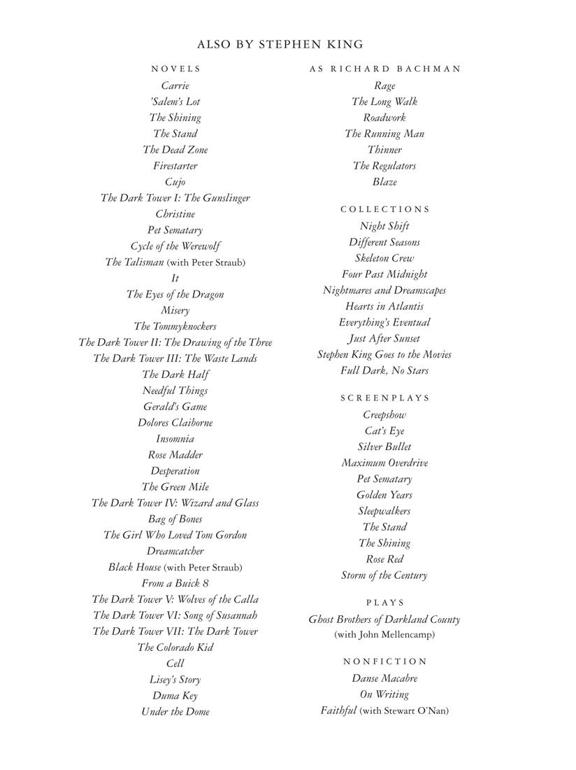 ALSO BY STEPHEN KING
NOVELS
Carrie
'Salem's Lot
The Shining
The Stand
The Dead Zone
Firestarter
Cujo
The Dark Tower I: The Gunslinger
Christine
Pet Sematary
Cycle of the Werewolf
The Talisman (with Peter Straub)
It
The Eyes of the Dragon
Misery
The Tommyknockers
The Dark Tower II: The Drawing of the Three
The Dark Tower III: The Waste Lands
The Dark Half
Needful Things
Gerald's Game
Dolores Claiborne
Insomnia
Rose Madder
Desperation
The Green Mile
The Dark Tower IV: Wizard and Glass
Bag of Bones
The Girl Who Loved Tom Gordon
Dreamcatcher
Black House (with Peter Straub)
From a Buick 8
The Dark Tower V: Wolves of the Calla
The Dark Tower VI: Song of Susannah
The Dark Tower VII: The Dark Tower
The Colorado Kid
Cell
Lisey's Story
Duma Key
Under the Dome
AS RICHARD BACHMAN
Rage
The Long Walk
Roadwork
The Running Man
Thinner
The Regulators
Blaze
COLLECTIONS
Night Shift
Different Seasons
Skeleton Crew
Four Past Midnight
Nightmares and Dreamscapes
Hearts in Atlantis
Everything's Eventual
Just After Sunset
Stephen King Goes to the Movies
Full Dark, No Stars
SCREENPLAYS
Creepshow
Cat's Eye
Silver Bullet
Maximum Overdrive
Pet Sematary
Golden Years
Sleepwalkers
The Stand
The Shining
Rose Red
Storm of the Century
PLAYS
Ghost Brothers of Darkland County
(with John Mellencamp)
NONFICTION
Danse Macabre
On Writing
Faithful (with Stewart O'Nan)